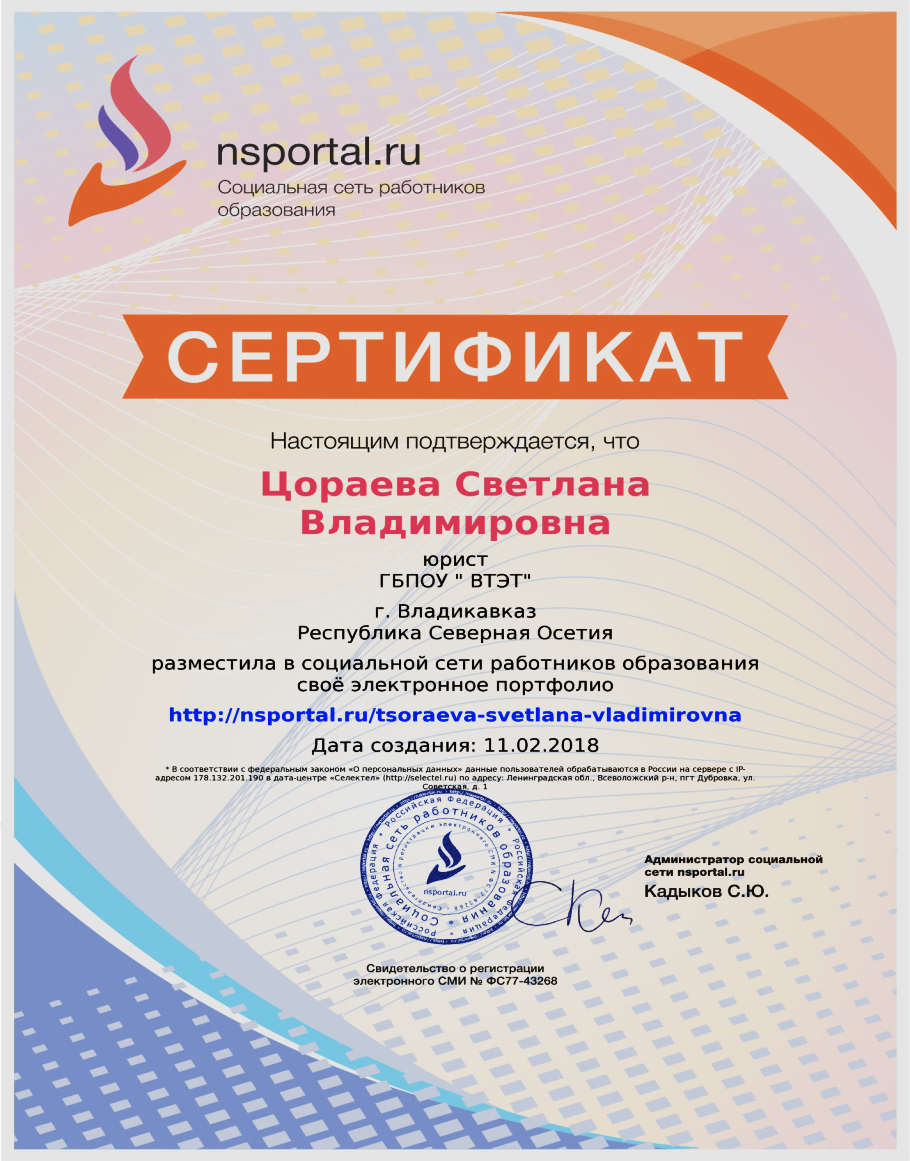 nsportal.ru
Социальная сеть работников
образования
СЕРТИФИКАТ
Настоящим подтверждается, что
Цораева Светлана
Владимировна
юрист
ГБПОУ " ВТЭТ"
г. Владикавказ
Республика Северная Осетия
разместила в социальной сети работников образования
своё электронное портфолио
http://nsportal.ru/tsoraeva-svetlana-vladimirovna
Дата создания: 11.02.2018
* В соответствии с федеральным законом «О персональных данных» данные пользователей обрабатываются в России на сервере с IP-
адресом 178.132.201.190 в дата-центре «Селектел» (http://selectel.ru) по адресу: Ленинградская обл., Всеволожский р-н, пгт Дубровка, ул.
Советская, д. 1
* Российская Федерация * Российская Федерация * Российская Федерация
Социальная сеть работников образования *
nsportal.ru
Администратор социальной
сети nsportal.ru
Кадыков С.Ю.
Свидетельство о регистрации
электронного СМИ № ФС77-43268